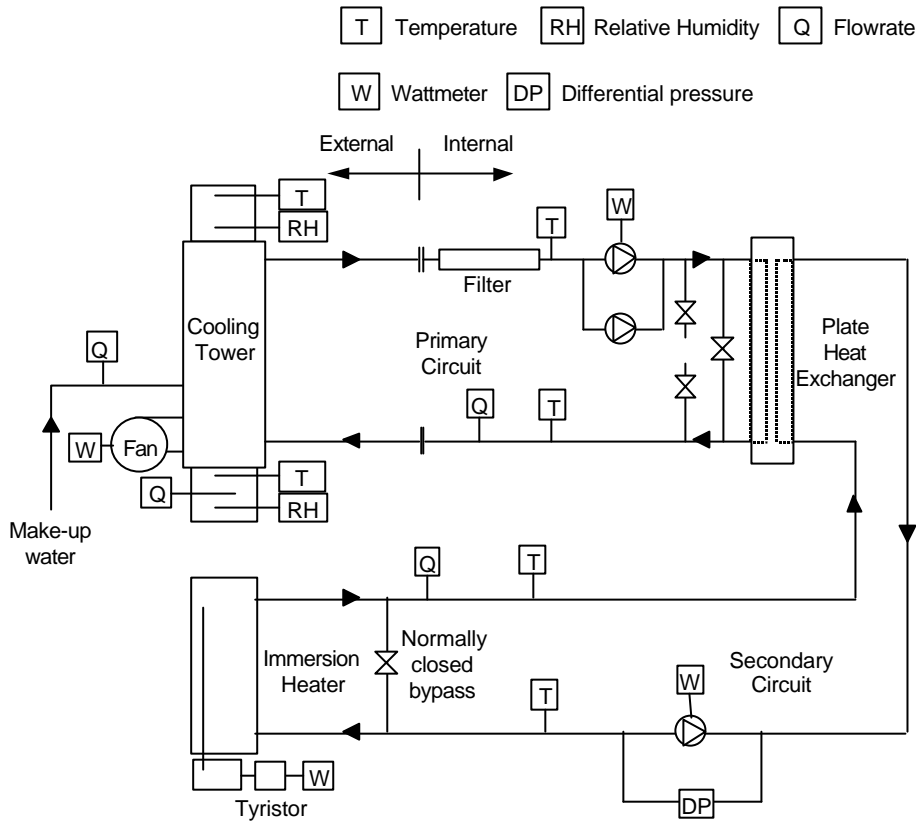 T Temperature RH Relative Humidity Q Flowrate
W Wattmeter DP Differential pressure
External Internal
T
RH
W
T
Filter
Cooling
Tower
Q
Primary
Circuit
Plate
Heat
Exchanger
Q
T
W
Fan
T
Q
RH
Make-up
water
Q
T
Immersion
Heater
Normally
closed
bypass
Secondary
Circuit
T
W
W
Tyristor
DP